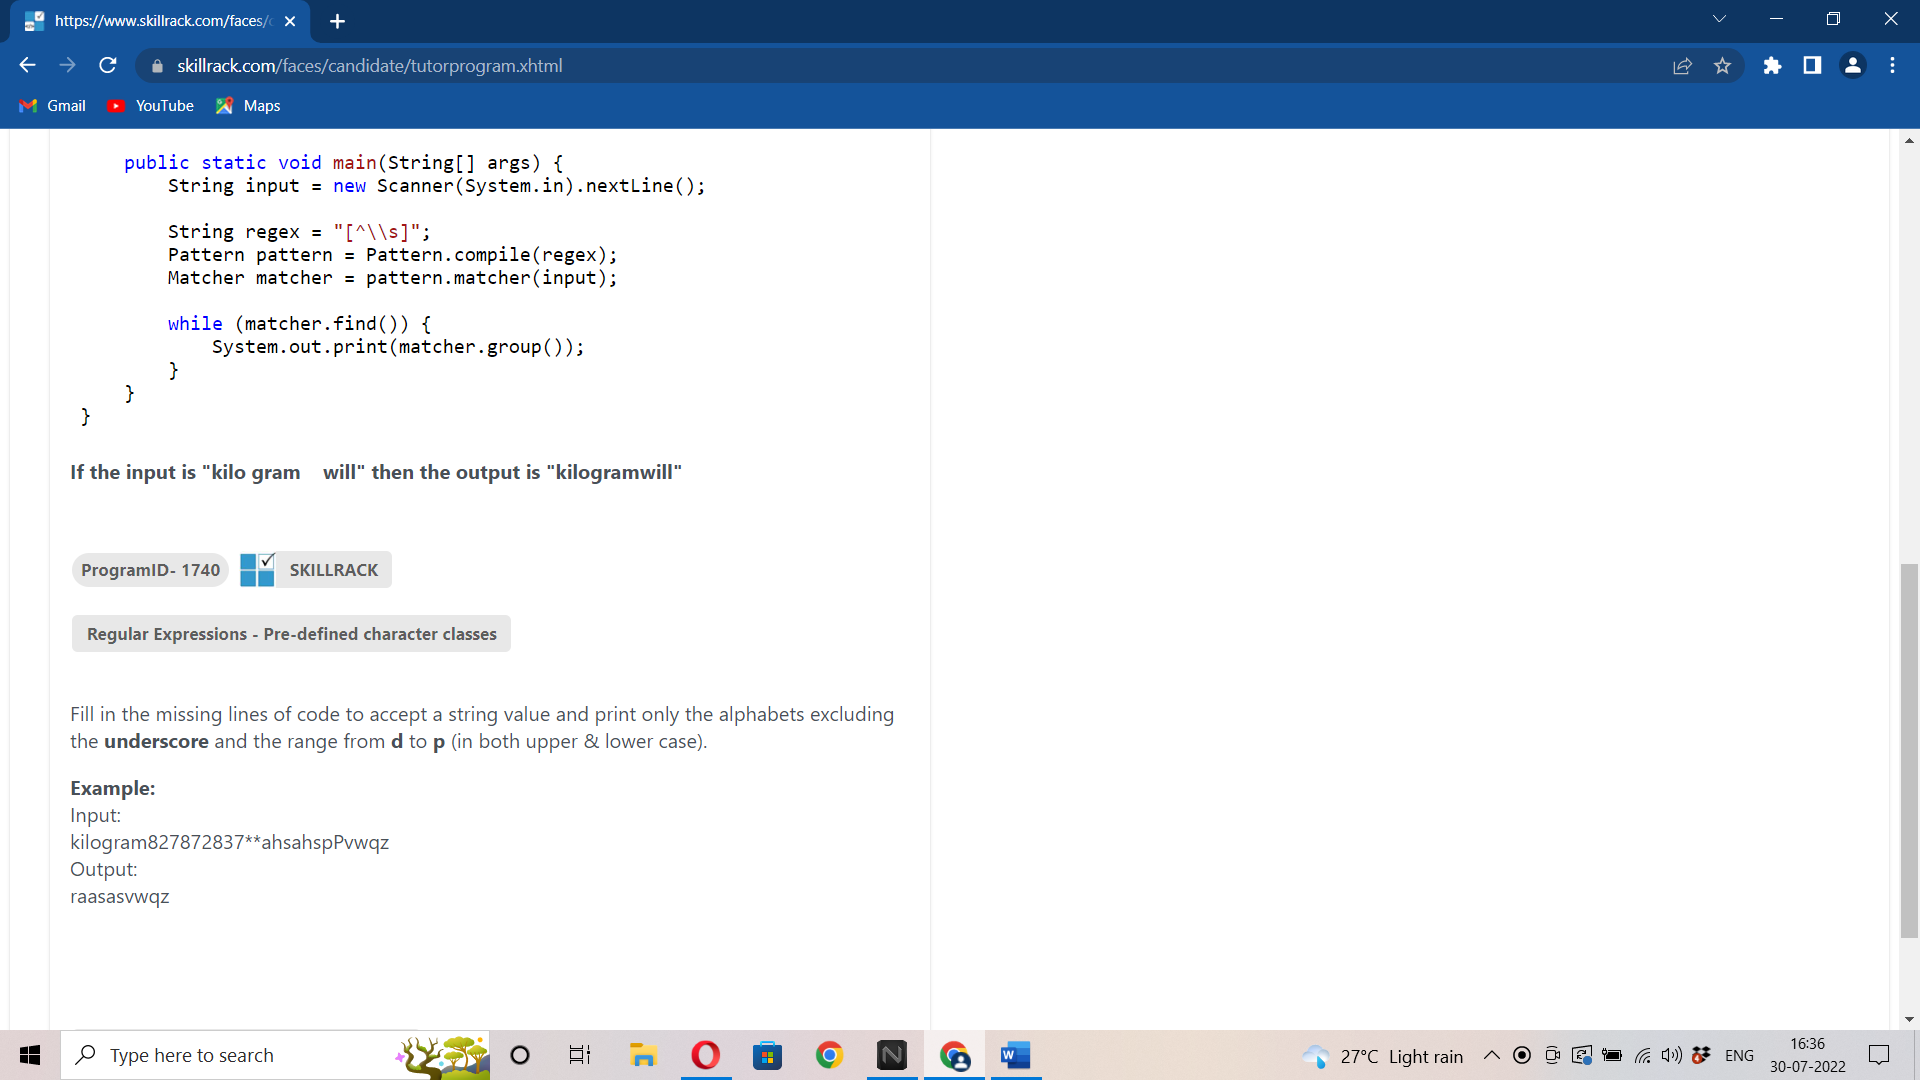 https://www.skillrack.com/faces/c
skillrack.com/faces/candidate/tutorprogram.xhtml
Gmail YouTube Maps
public static void main(String[] args) {
String input = new Scanner(System.in).nextLine();
String regex = "[^\\s]";
Pattern pattern = Pattern.compile(regex);
Matcher matcher = pattern.matcher(input);
while (matcher.find()) {
System.out.print(matcher.group());
}
}
}
If the input is "kilo gram    will" then the output is "kilogramwill"
ProgramID- 1740 SKILLRACK
Regular Expressions - Pre-defined character classes
Fill in the missing lines of code to accept a string value and print only the alphabets excluding
the underscore and the range from d to p (in both upper & lower case).
Example:
Input:
kilogram827872837**ahsahspPvwqz
Output:
raasasvwqz
Type here to search
27°C Light rain
ENG
16:36
30-07-2022